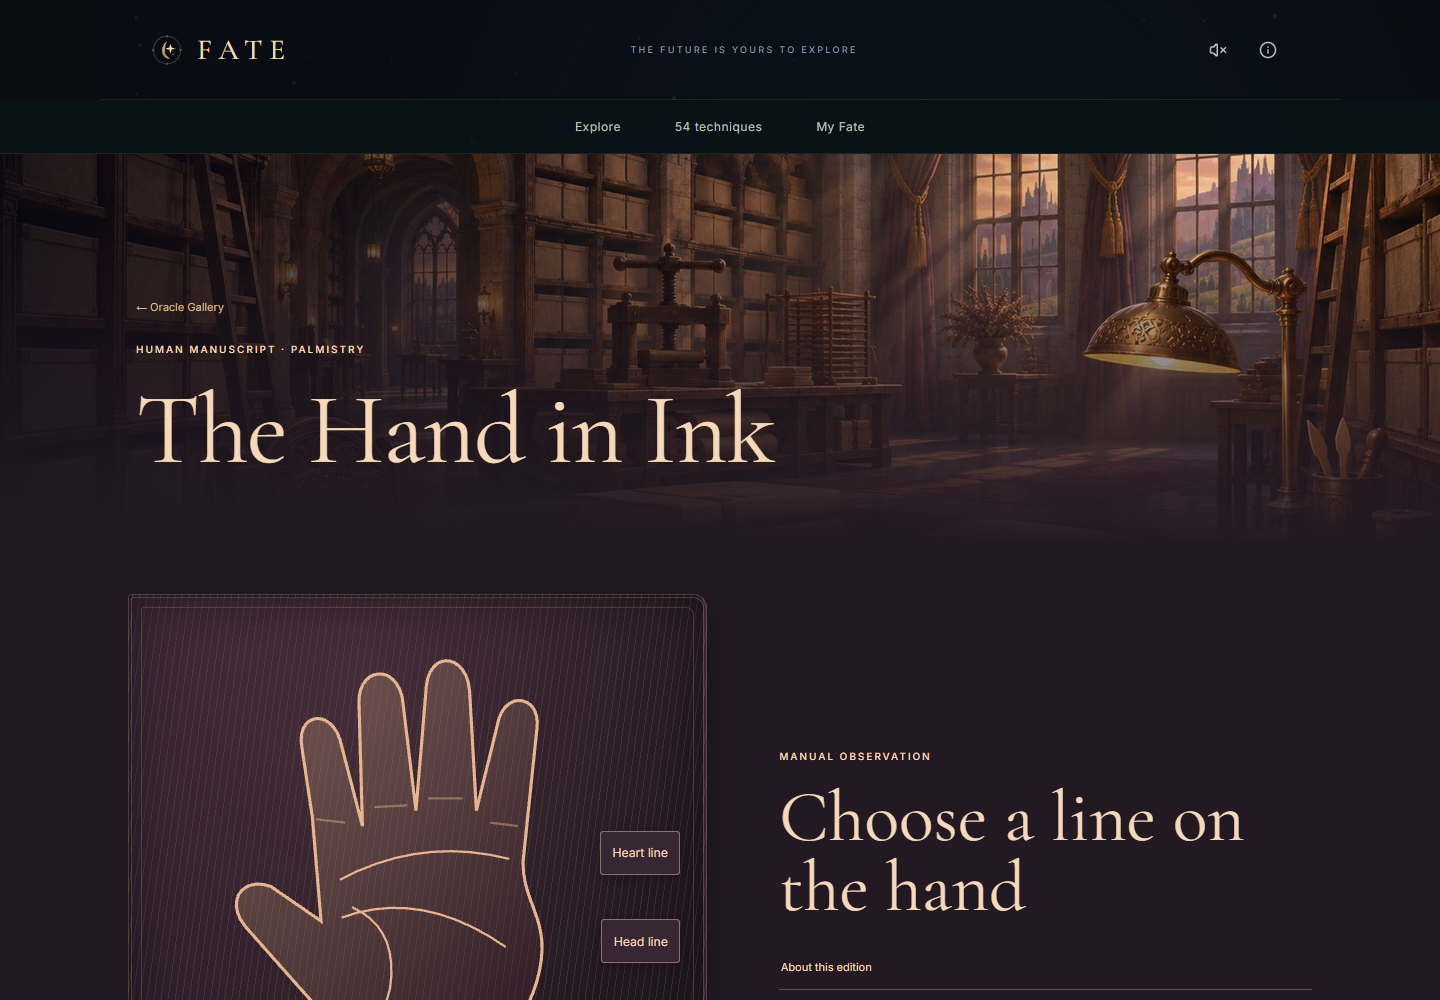 FATE
THE FUTURE IS YOURS TO EXPLORE
Explore
54 techniques
My Fate
← Oracle Gallery
HUMAN MANUSCRIPT · PALMISTRY
The Hand in Ink
Heart line
Head line
MANUAL OBSERVATION
Choose a line on
the hand
About this edition